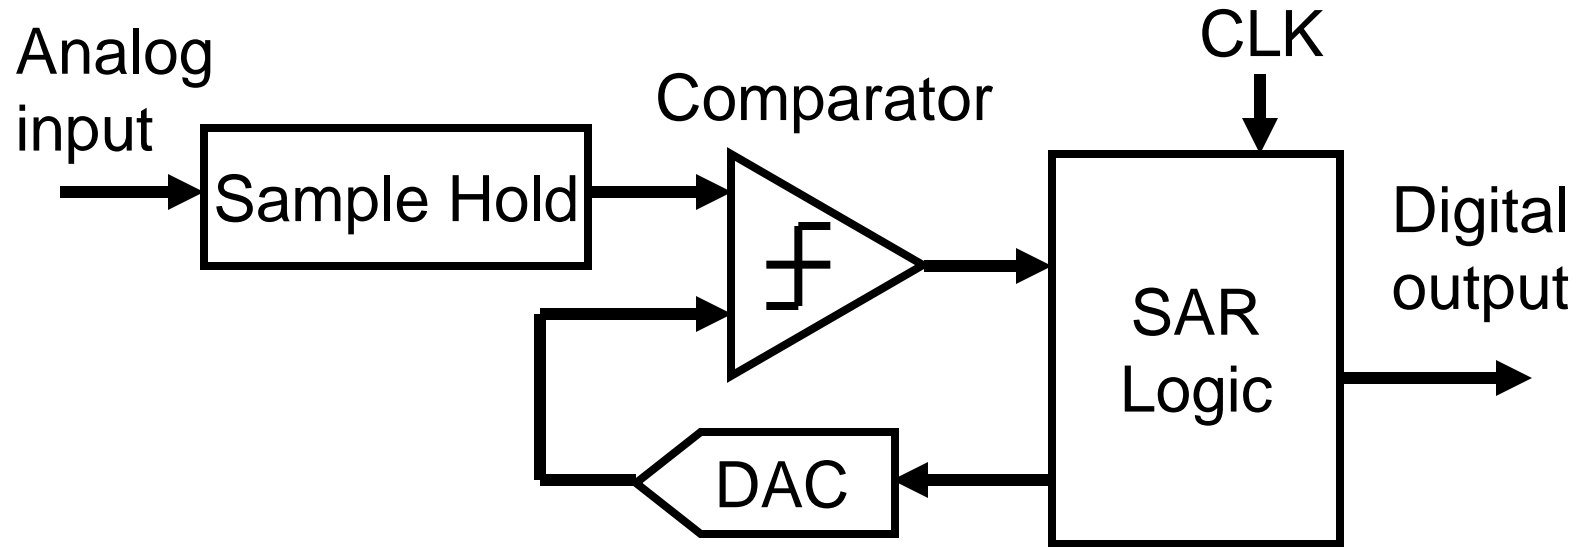 Analog
input
Sample Hold
Comparator
CLK
SAR
Logic
Digital
output
DAC